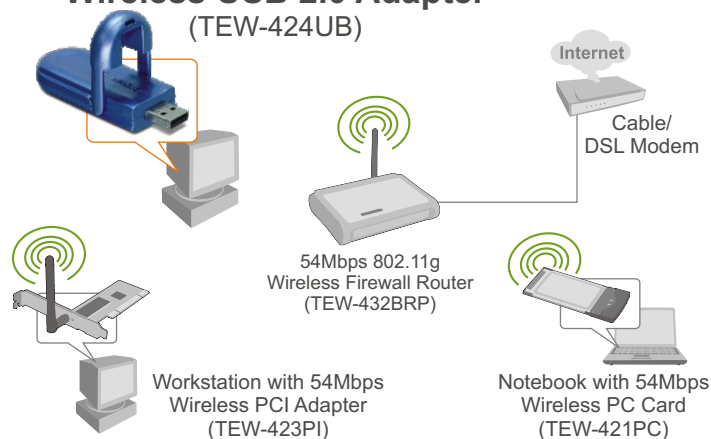 Wireless USB 2.0 Adapter
(TEW-424UB)
Internet
Cable/
DSL Modem
54Mbps 802.11g
Wireless Firewall Router
(TEW-432BRP)
Workstation with 54Mbps
Wireless PCI Adapter
(TEW-423PI)
Notebook with 54Mbps
Wireless PC Card
(TEW-421PC)